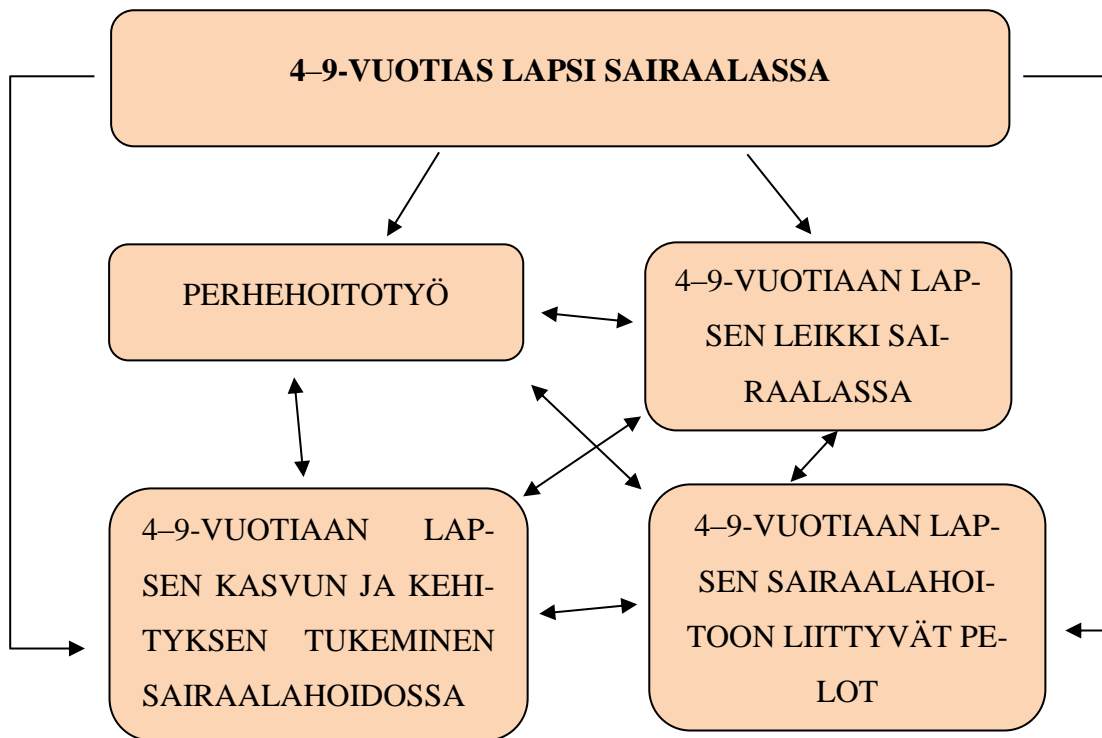 4–9-VUOTIAS LAPSI SAIRAALASSA
PERHEHOITOTYÖ
4–9-VUOTIAAN LAP-
SEN LEIKKI SAI-
RAALASSA
4–9-VUOTIAAN LAP-
SEN KASVUN JA KEHI-
TYKSEN TUKEMINEN
SAIRAALAHOIDOSSA
4–9-VUOTIAAN LAP-
SEN SAIRAALAHOI-
TOON LIITTYVÄT PE-
LOT